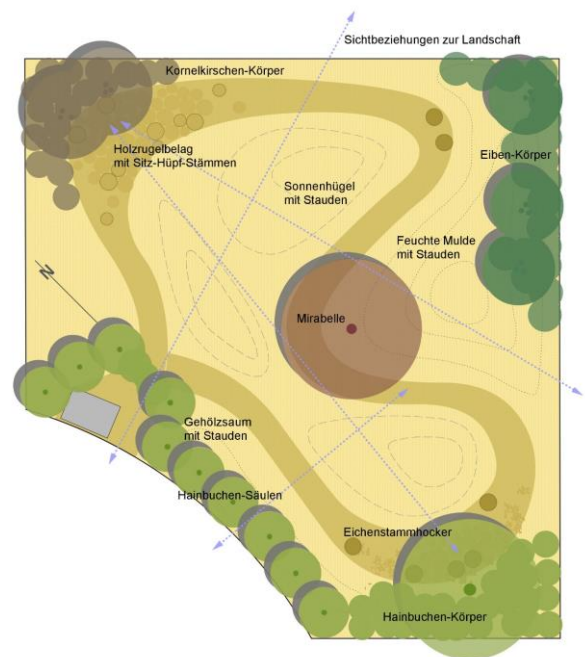 Sichtbeziehungen zur Landschaft
Kornelkirschen-Körper
Holzrugelbelag
mit Sitz-Hüpf-Stämmen
Eiben-Körper
Sonnenhügel
mit Stauden
Feuchte Mulde
mit Stauden
N
Mirabelle
Gehölzsaum
mit Stauden
Hainbuchen-Säulen
Eichenstammhocker
Hainbuchen-Körper